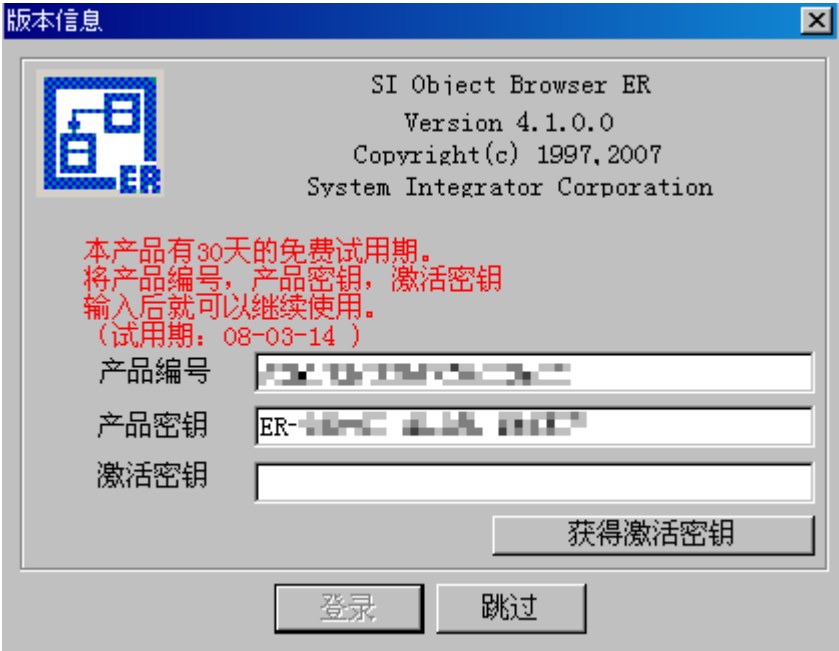 版本信息
ER
SI Object Browser ER
Version 4.1.0.0
Copyright(c) 1997,2007
System Integrator Corporation
本产品有30天的免费试用期。
将产品编号，产品密钥，激活密钥
输入后就可以继续使用。
（试用期：08-03-14 ）
产品编号
产品密钥 ER-
激活密钥
获得激活密钥
登录 跳过